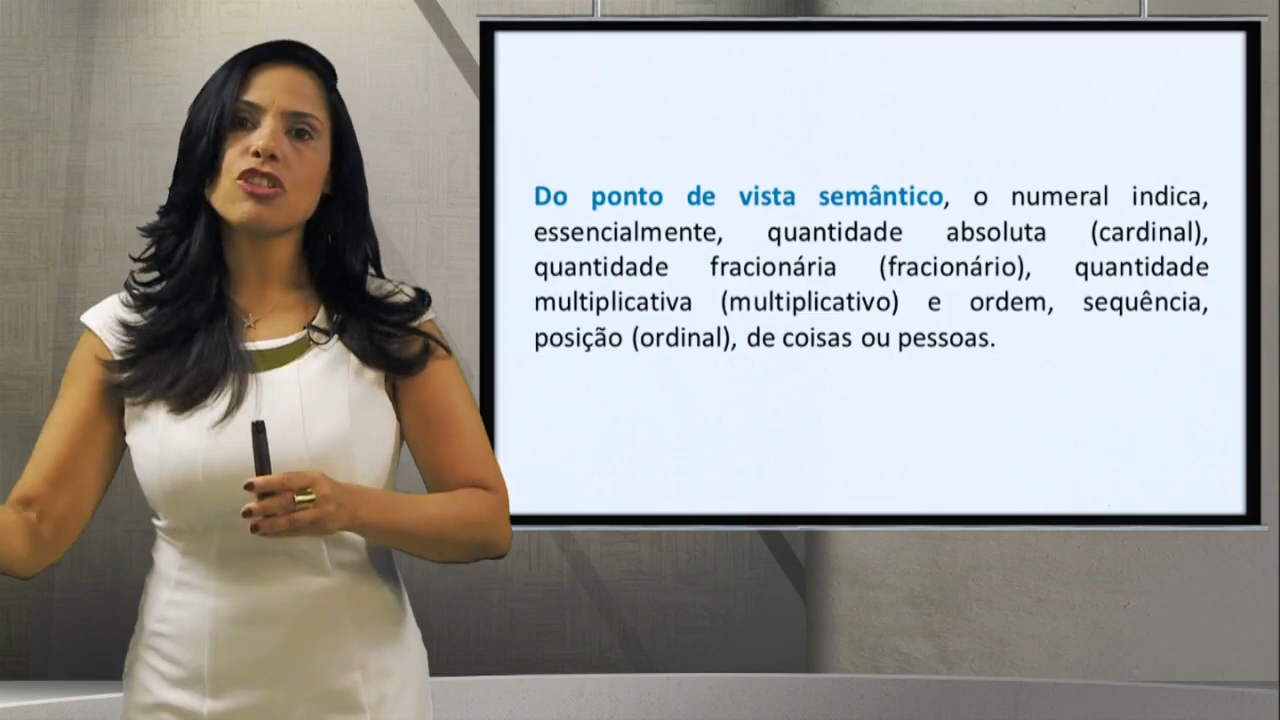 Do ponto de vista semântico, o numeral indica,
essencialmente, quantidade absoluta (cardinal),
quantidade fracionária (fracionário), quantidade
multiplicativa (multiplicativo) e ordem, sequência,
posição (ordinal), de coisas ou pessoas.